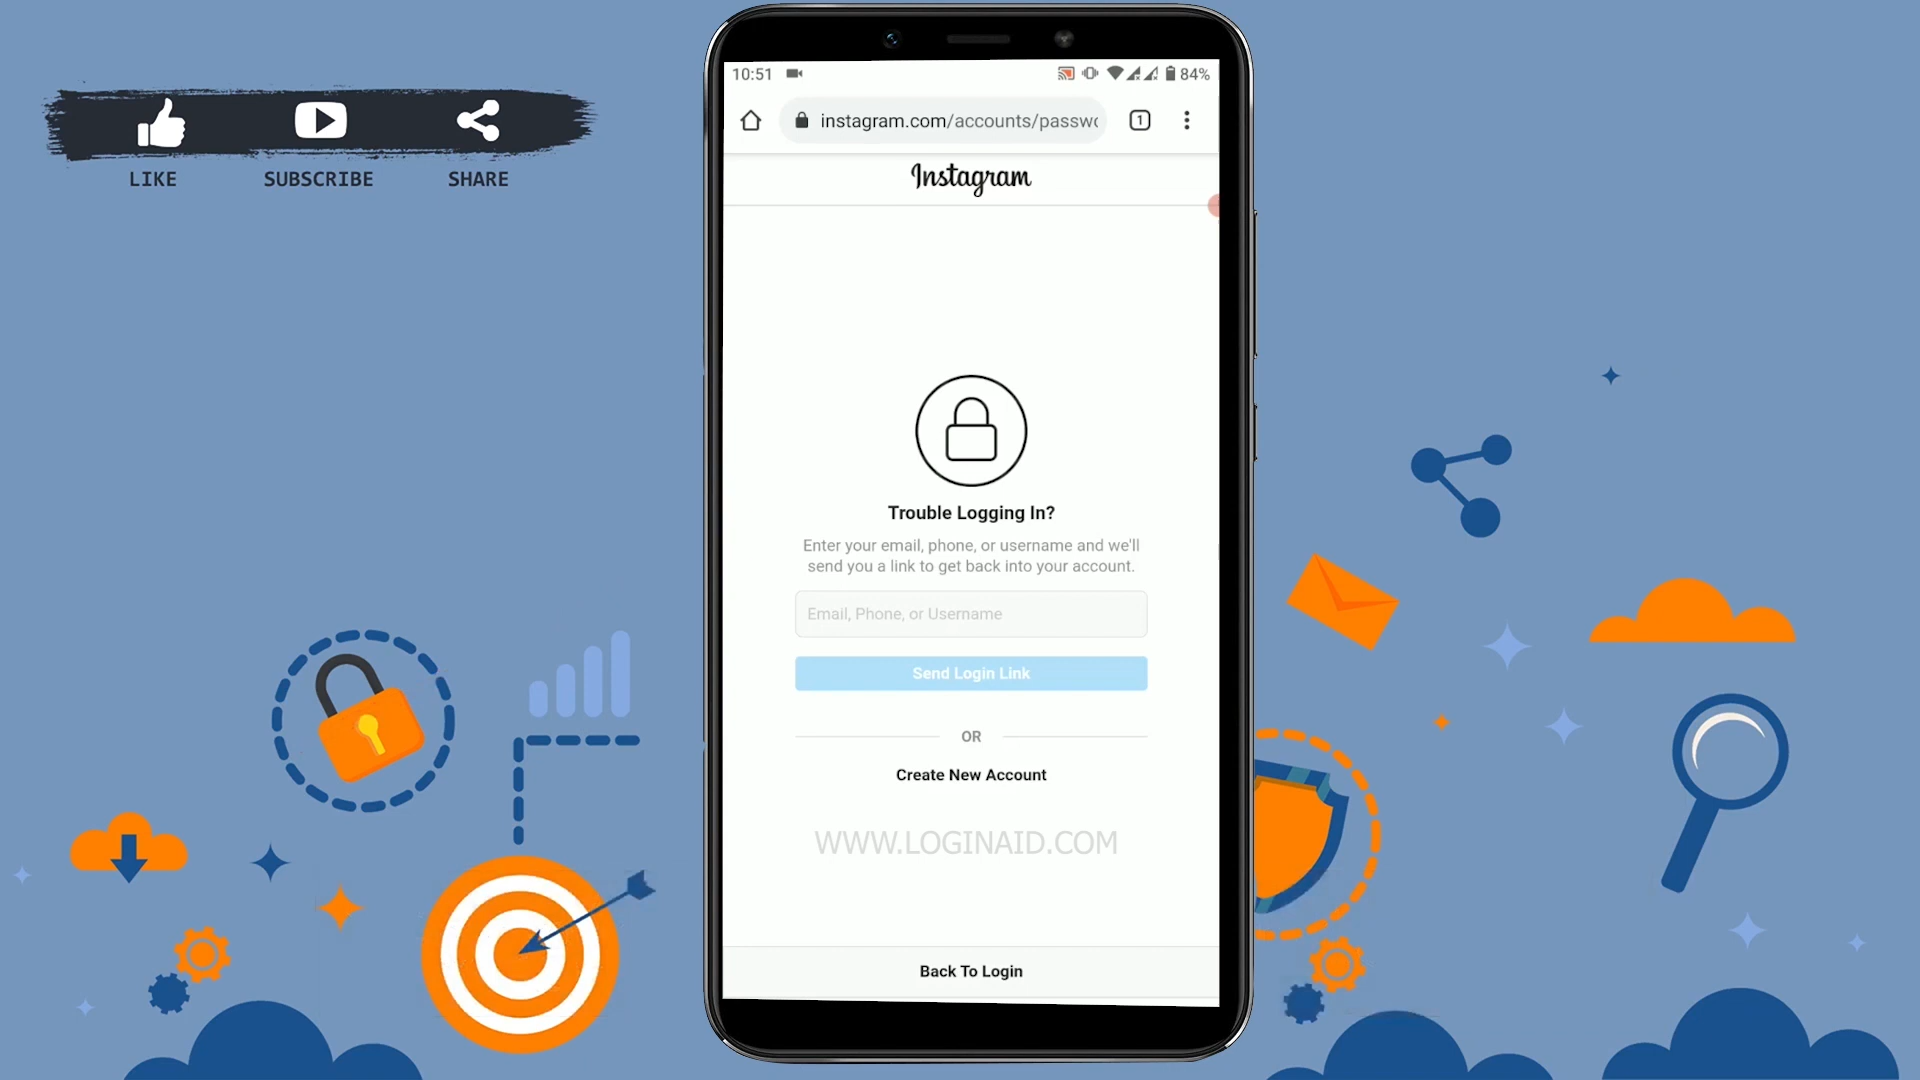 LIKE SUBSCRIBE SHARE
10:51 84%
instagram.com/accounts/passwo
1
Instagram
Trouble Logging In?
Enter your email, phone, or username and we'll
send you a link to get back into your account.
Email, Phone, or Username
Send Login Link
OR
Create New Account
WWW.LOGINAID.COM
Back To Login